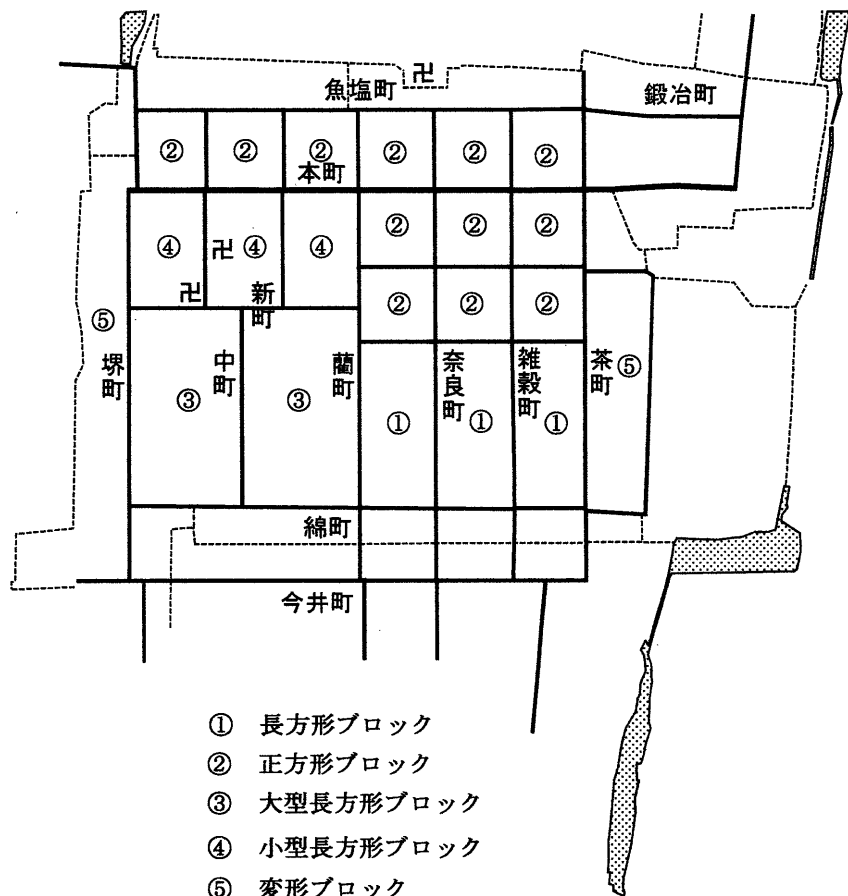 卍
魚塩町
鍛冶町
② ② ② ② ② ②
本町
② ② ②
④ 卍 ④ ④
卍 新町
② ② ②
⑤
堺町
中町
藺町
奈良町
雑穀町
茶町
⑤
③ ③ ① ① ①
綿町
今井町
① 長方形ブロック
② 正方形ブロック
③ 大型長方形ブロック
④ 小型長方形ブロック
⑤ 変形ブロック